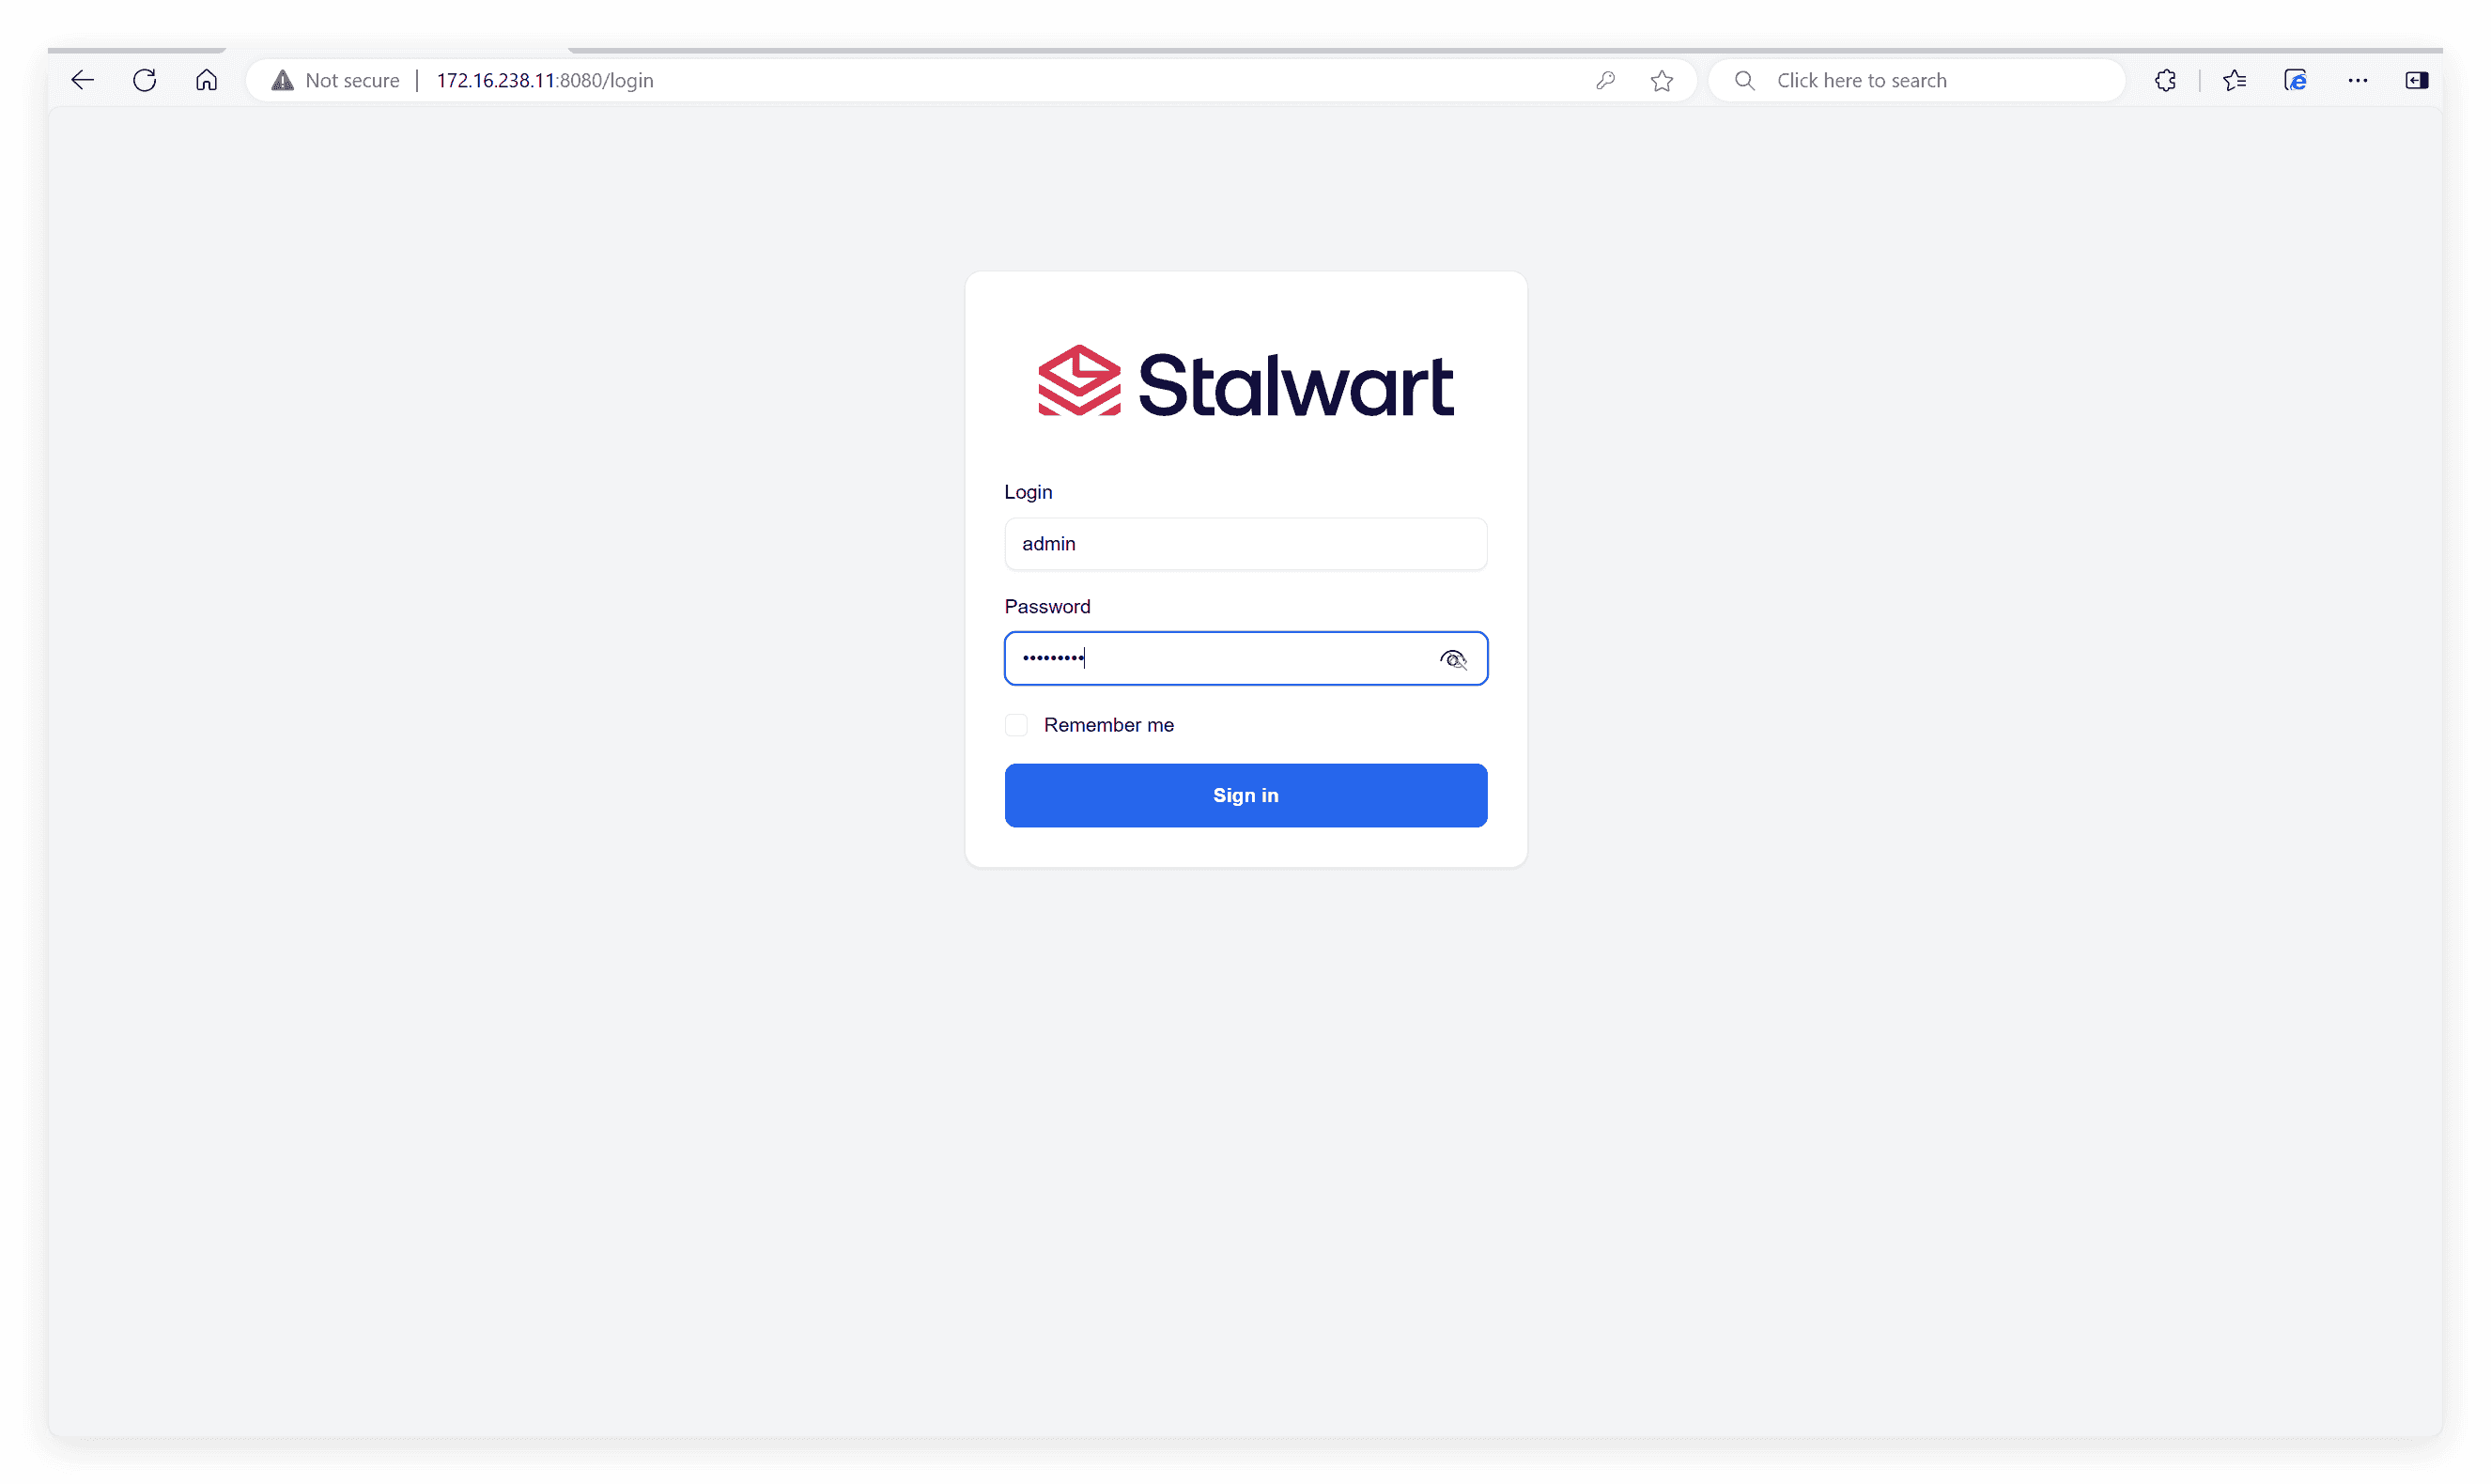 Not secure | 172.16.238.11:8080/login
Click here to search
Stalwart
Login
admin
Password
•••••••••
Remember me
Sign in